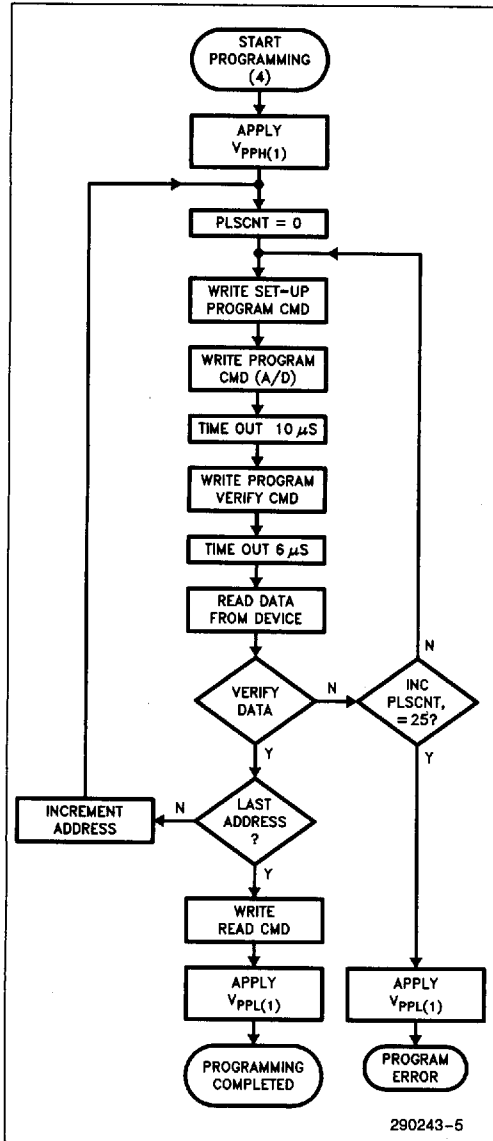 START
PROGRAMMING
(4)
APPLY
VPPH(1)
PLSCNT = 0
WRITE SET-UP
PROGRAM CMD
WRITE PROGRAM
CMD (A/D)
TIME OUT 10 μS
WRITE PROGRAM
VERIFY CMD
TIME OUT 6 μS
READ DATA
FROM DEVICE
VERIFY
DATA
N
Y
INC
PLSCNT,
=25?
N
Y
LAST
ADDRESS
?
N
Y
INCREMENT
ADDRESS
WRITE
READ CMD
APPLY
VPPL(1)
PROGRAMMING
COMPLETED
APPLY
VPPL(1)
PROGRAM
ERROR
290243-5